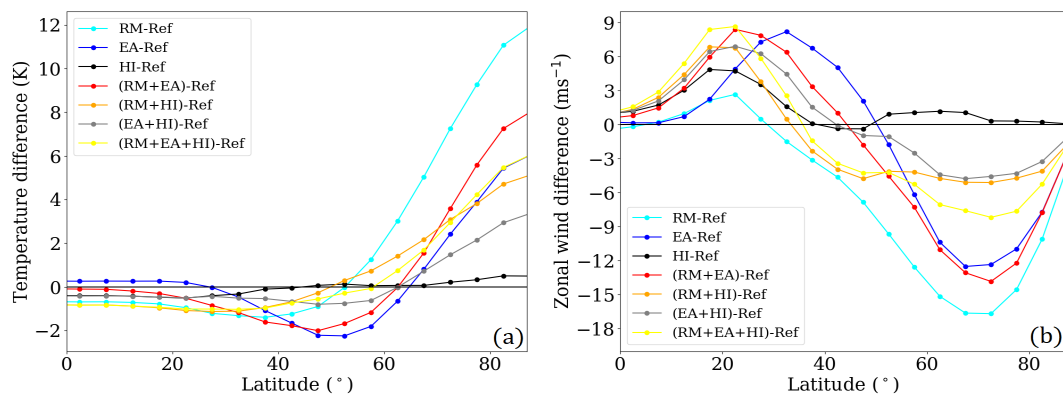 Temperature difference (K)
12
10
8
6
4
2
0
−2
RM-Ref
EA-Ref
HI-Ref
(RM+EA)-Ref
(RM+HI)-Ref
(EA+HI)-Ref
(RM+EA+HI)-Ref
(a)
0 20 40 60 80
Latitude (°)
Zonal wind difference (ms⁻¹)
9
6
3
0
−3
−6
−9
−12
−15
−18
RM-Ref
EA-Ref
HI-Ref
(RM+EA)-Ref
(RM+HI)-Ref
(EA+HI)-Ref
(RM+EA+HI)-Ref
(b)
0 20 40 60 80
Latitude (°)